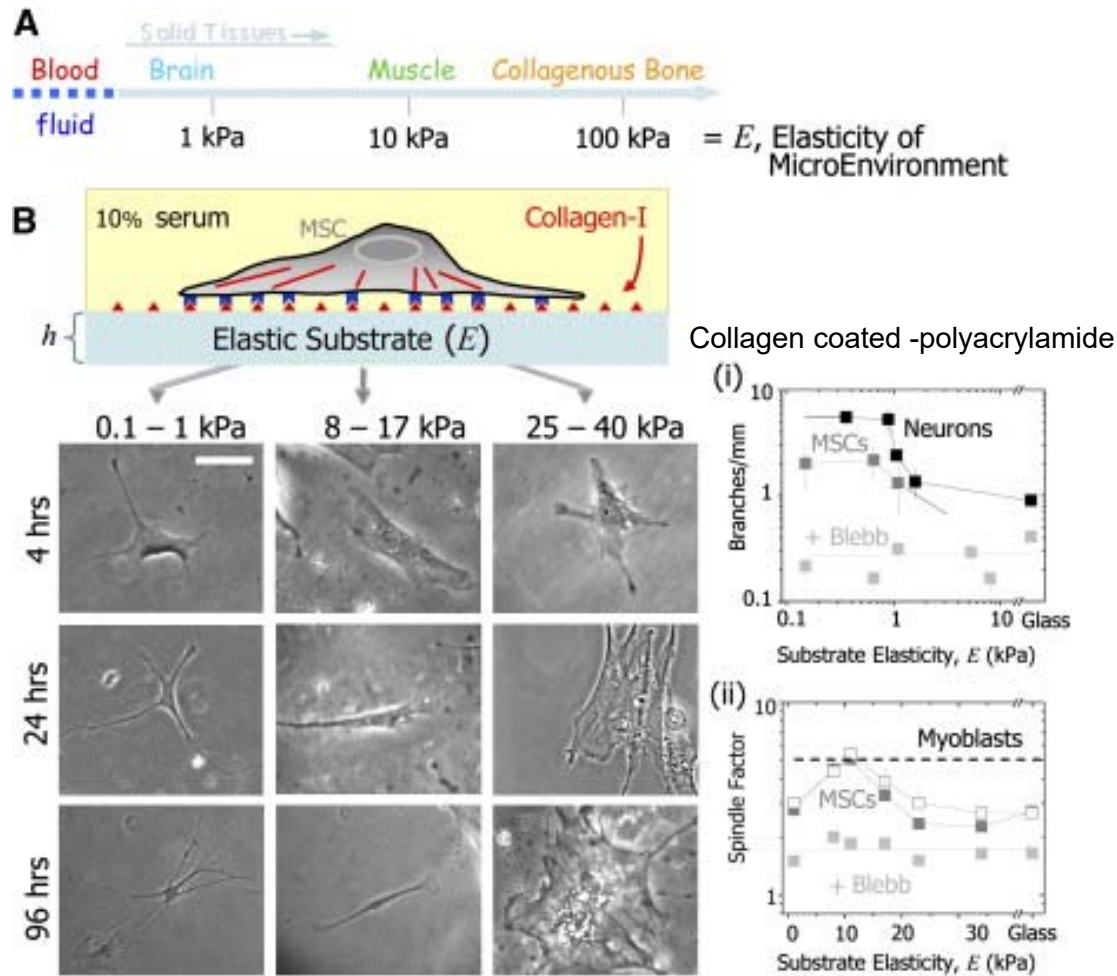 A
Solid Tissues
Blood Brain Muscle Collagenous Bone
fluid
1 kPa 10 kPa 100 kPa = E, Elasticity of
MicroEnvironment
B
10% serum
MSC
Collagen-I
h
Elastic Substrate (E)
Collagen coated -polyacrylamide
0.1 – 1 kPa 8 – 17 kPa 25 – 40 kPa
4 hrs
24 hrs
96 hrs
(i)
10
Neurons
MSCs
Branches/mm
1
+ Blebb
0.1
0.1 1 10 Glass
Substrate Elasticity, E (kPa)
(ii)
10
Myoblasts
MSCs
Spindle Factor
+ Blebb
1
0 10 20 30 Glass
Substrate Elasticity, E (kPa)